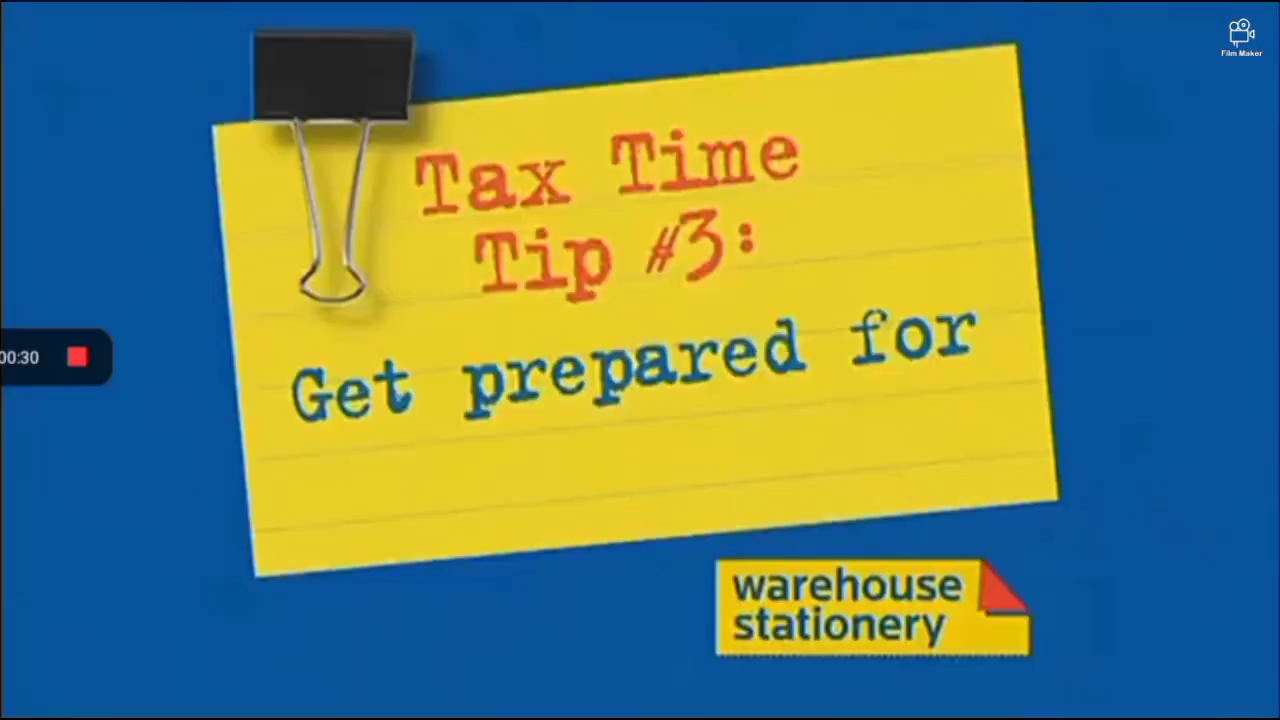 Film Maker
Tax Time
Tip #3:
Get prepared for
00:30
warehouse
stationery